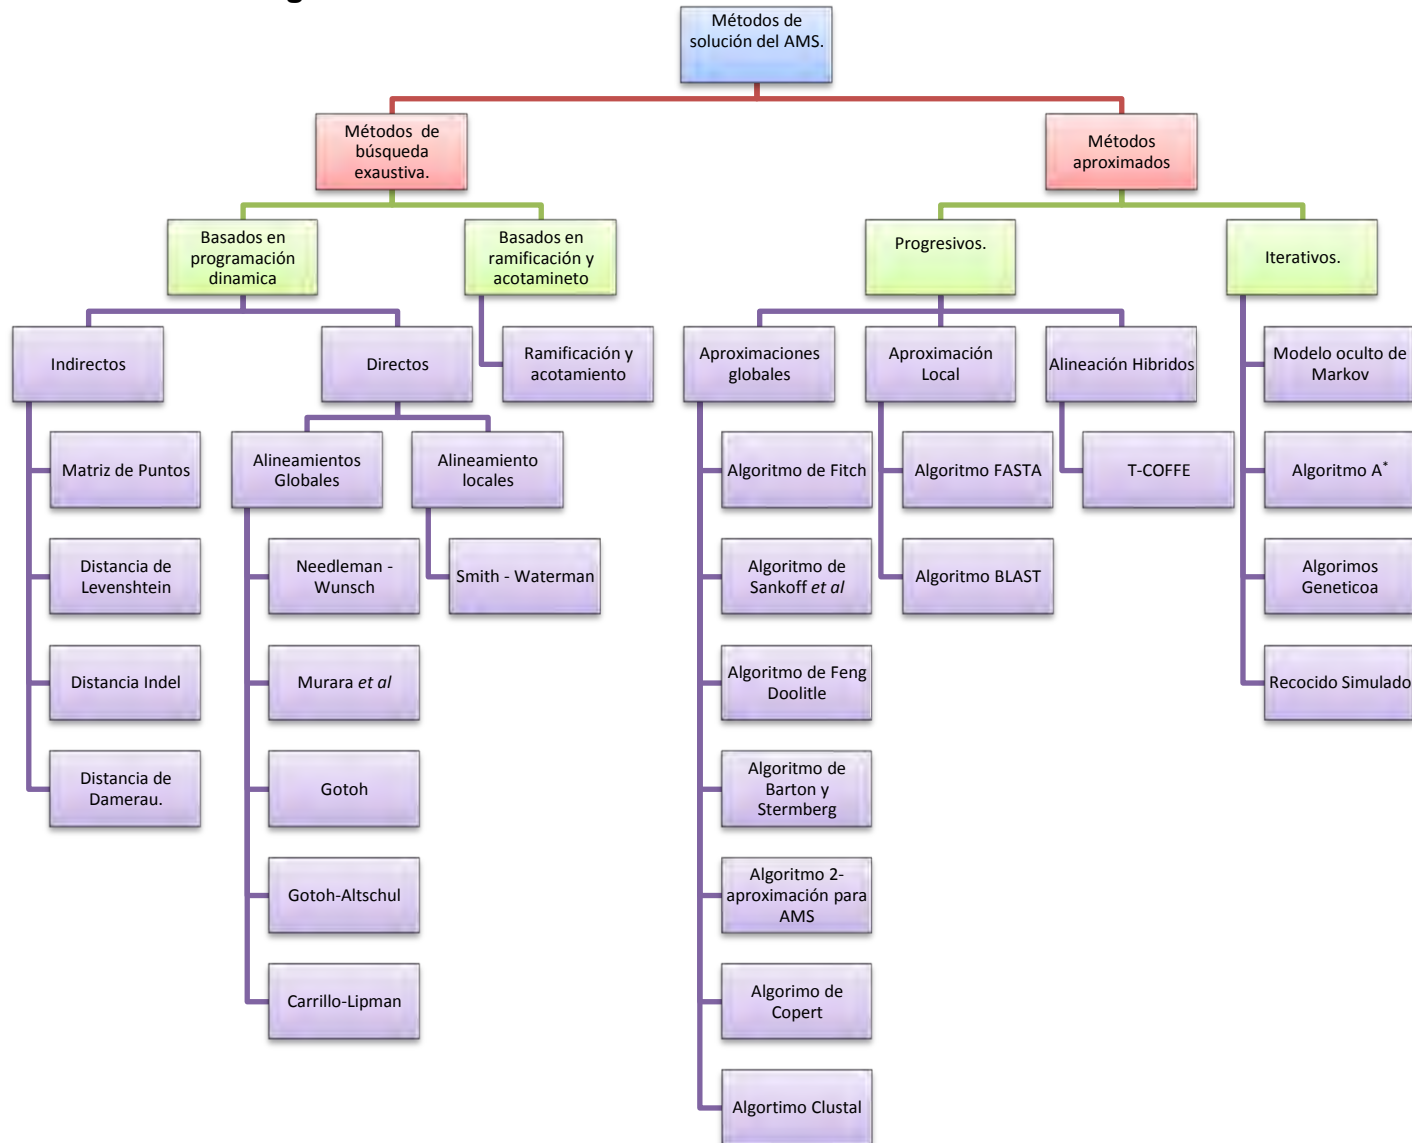 Métodos de
solución del AMS.
Métodos de
búsqueda
exaustiva.
Métodos
aproximados
Basados en
programación
dinamica
Basados en
ramificación y
acotamineto
Progresivos.
Iterativos.
Indirectos
Directos
Ramificación y
acotamiento
Aproximaciones
globales
Aproximación
Local
Alineación Hibridos
Modelo oculto de
Markov
Matriz de Puntos
Alineamientos
Globales
Alineamiento
locales
Algoritmo de Fitch
Algoritmo FASTA
T-COFFE
Algoritmo A*
Distancia de
Levenshtein
Needleman -
Wunsch
Smith - Waterman
Algoritmo de
Sankoff et al
Algoritmo BLAST
Algorimos
Geneticoa
Distancia Indel
Murara et al
Algoritmo de Feng
Doolitle
Recocido Simulado
Distancia de
Damerau.
Gotoh
Algoritmo de
Barton y
Stermberg
Gotoh-Altschul
Algoritmo 2-
aproximación para
AMS
Carrillo-Lipman
Algorimo de
Copert
Algortimo Clustal